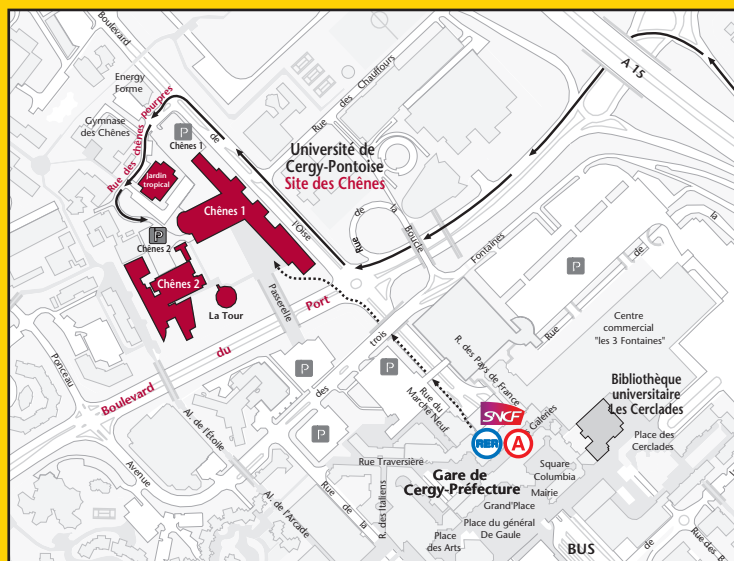 Boulevard
A 15
Energy
Forme
Rue des Chauffours
Gymnase
des Chênes
Rue des chênes pourpres
P
Chênes 1
Boulevard de l'Oise
Université de
Cergy-Pontoise
Site des Chênes
Jardin
tropical
Chênes 1
Rue de la Boucle
P
Chênes 2
Chênes 2
La Tour
Passerelle
Boulevard du Port
Rue des trois Fontaines
P
Rue de la
Centre
commercial
"les 3 Fontaines"
P
P
P
R. des Pays de France
Rue du
Marché Neuf
Ponceau
Avenue
Al. de l'Étoile
Al. de l'Arcade
SNCF
RER A
Galeries
Bibliothèque
universitaire
Les Cerclades
Place des
Cerclades
Rue Traversière
Gare de
Cergy-Préfecture
Square
Columbia
Mairie
Grand'Place
R. des Italiens
Rue de la
Place
des Arts
Place du général
De Gaule
BUS
de
Rue des B